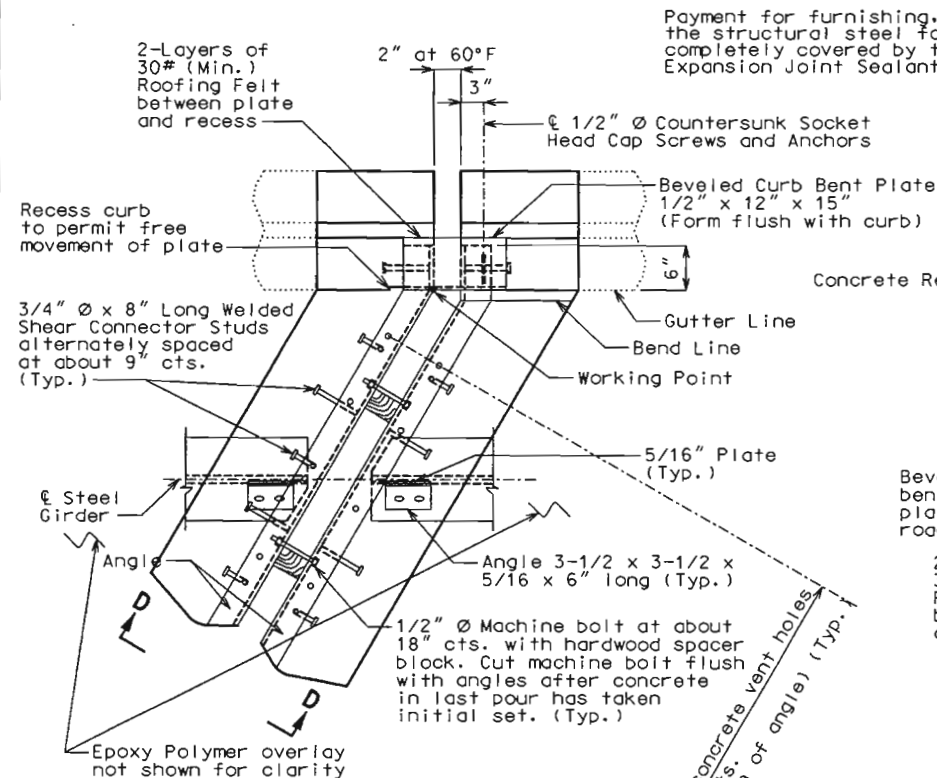 Payment for furnishing,
the structural steel fo
completely covered by t
Expansion Joint Sealant
2-Layers of
30# (Min.)
Roofing Felt
between plate
and recess
2" at 60°F
3"
℄ 1/2" Ø Countersunk Socket
Head Cap Screws and Anchors
Beveled Curb Bent Plate
1/2" x 12" x 15"
(Form flush with curb)
Recess curb
to permit free
movement of plate
6"
Concrete Re
3/4" Ø x 8" Long Welded
Shear Connector Studs
alternately spaced
at about 9" cts.
(Typ.)
Gutter Line
Bend Line
Working Point
5/16" Plate
(Typ.)
℄ Steel
Girder
Beve
ben
pla
roa
Angle
Angle 3-1/2 x 3-1/2 x
5/16 x 6" long (Typ.)
D
D
1/2" Ø Machine bolt at about
18" cts. with hardwood spacer
block. Cut machine bolt flush
with angles after concrete
in last pour has taken
initial set. (Typ.)
concrete vent holes
s.
of angle) (Typ.
Epoxy Polymer overlay
not shown for clarity